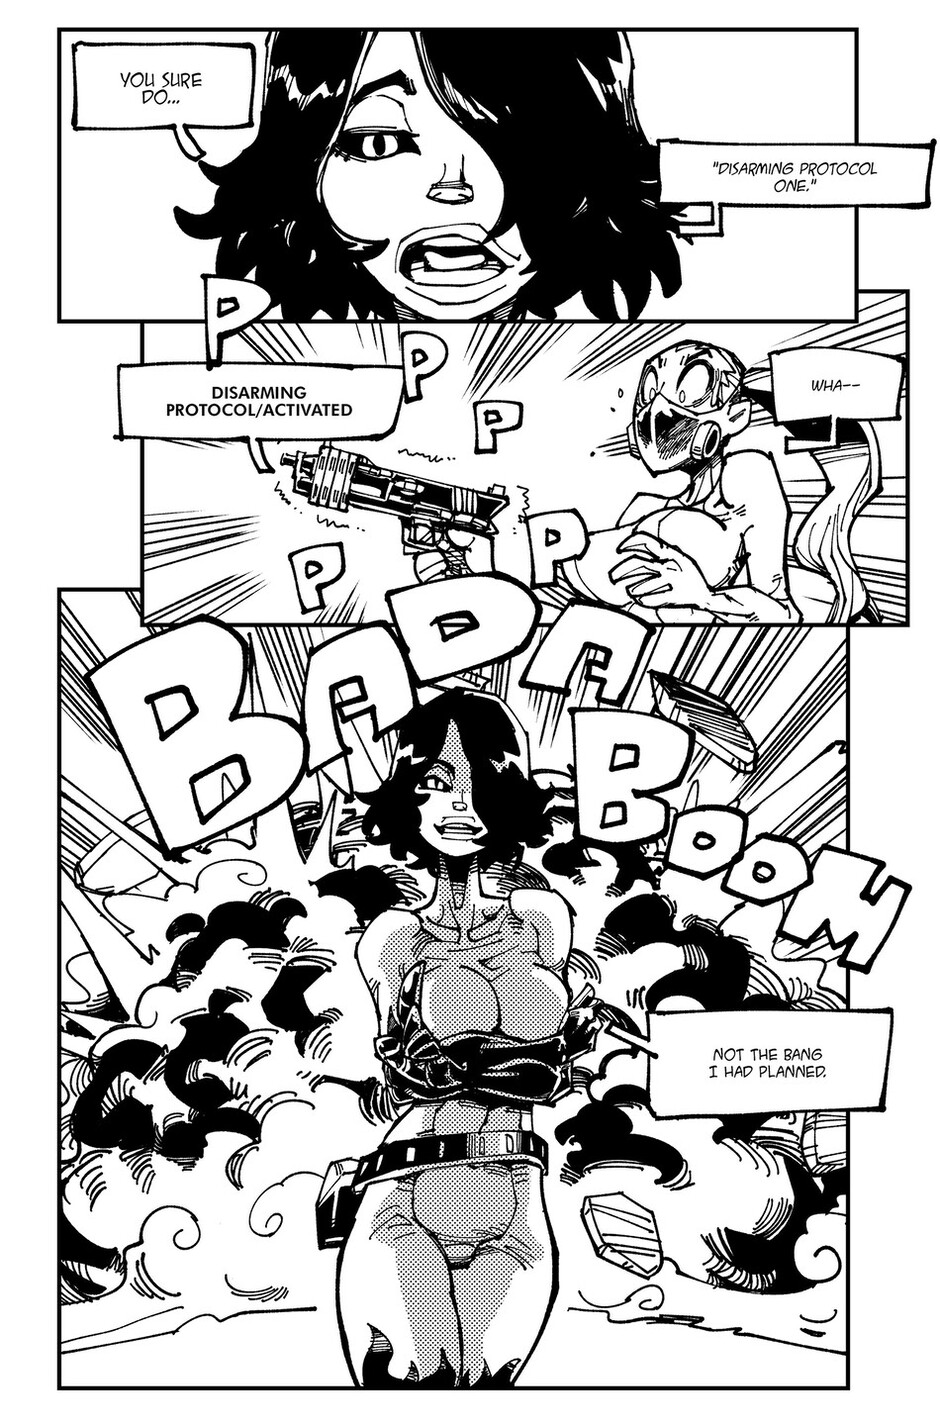 YOU SURE
DO...
"DISARMING PROTOCOL
ONE."
P
P
P
DISARMING
PROTOCOL/ACTIVATED
WHA--
P
P
BADA
BOOM
NOT THE BANG
I HAD PLANNED.